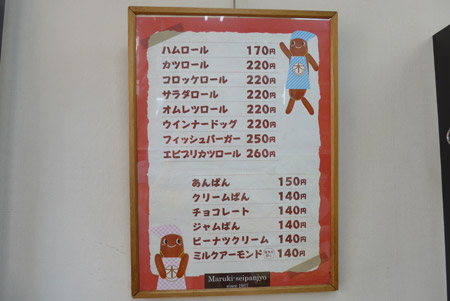 ハムロール 170円
カツロール 220円
コロッケロール 220円
サラダロール 220円
オムレツロール 220円
ウインナードッグ 220円
フィッシュバーガー 250円
エビプリカツロール 260円
あんぱん 150円
クリームぱん 140円
チョコレート 140円
ジャムぱん 140円
ピーナツクリーム 140円
ミルクアーモンド 140円
Maruki-seipanjyo
since 1947